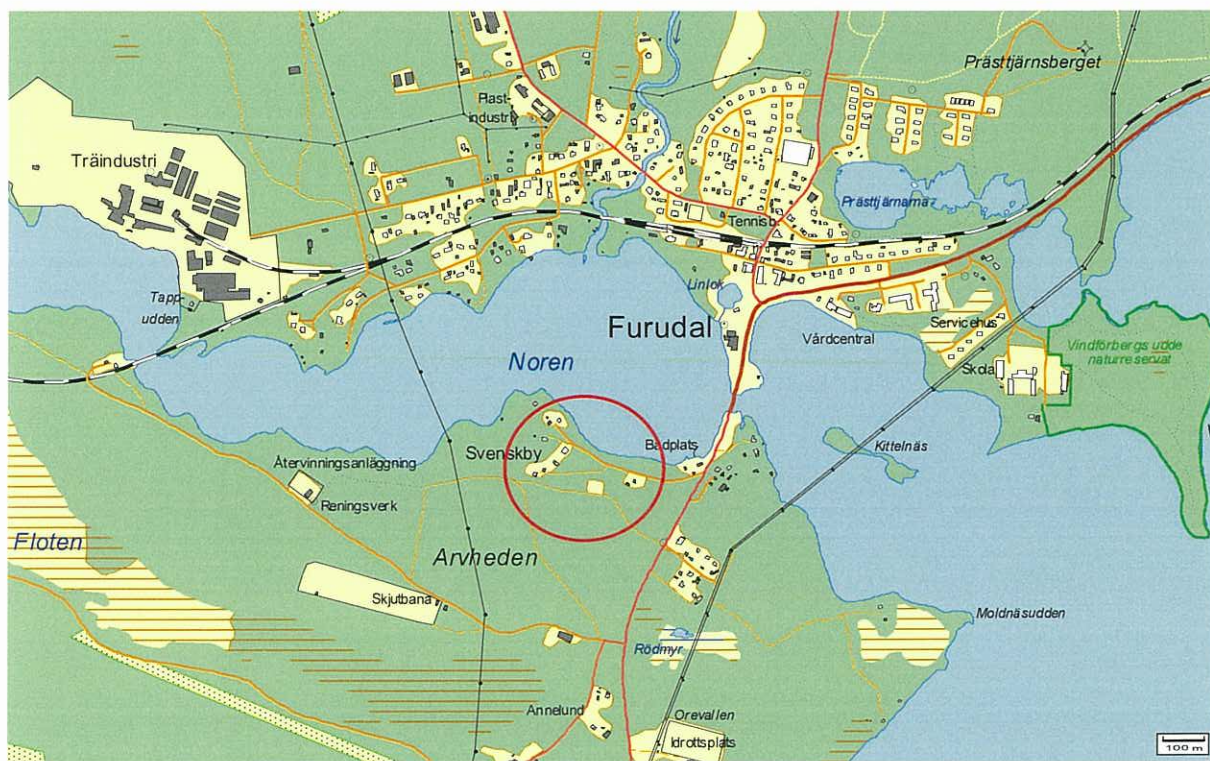 Prästtjärnsberget
Plast-
industri
Träindustri
Prästtjärnarna
Tennisb
Linlok
Tapp-
udden
Furudal
Vårdcentral
Servicehus
Vindförbergs udde
naturreservat
Noren
Skola
Svenskby
Badplats
Kittelnäs
Återvinningsanläggning
Reningsverk
Floten
Arvheden
Skjutbana
Moldnäsudden
Rödmyr
Annelund
Orevallen
Idrottsplats
100 m